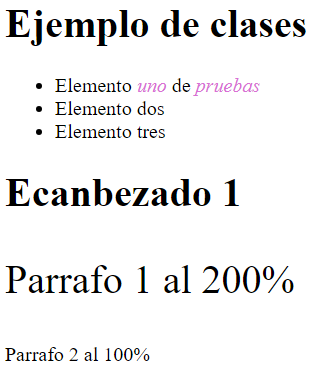 Ejemplo de clases
Elemento uno de pruebas
Elemento dos
Elemento tres
Ecanbezado 1
Parrafo 1 al 200%
Parrafo 2 al 100%